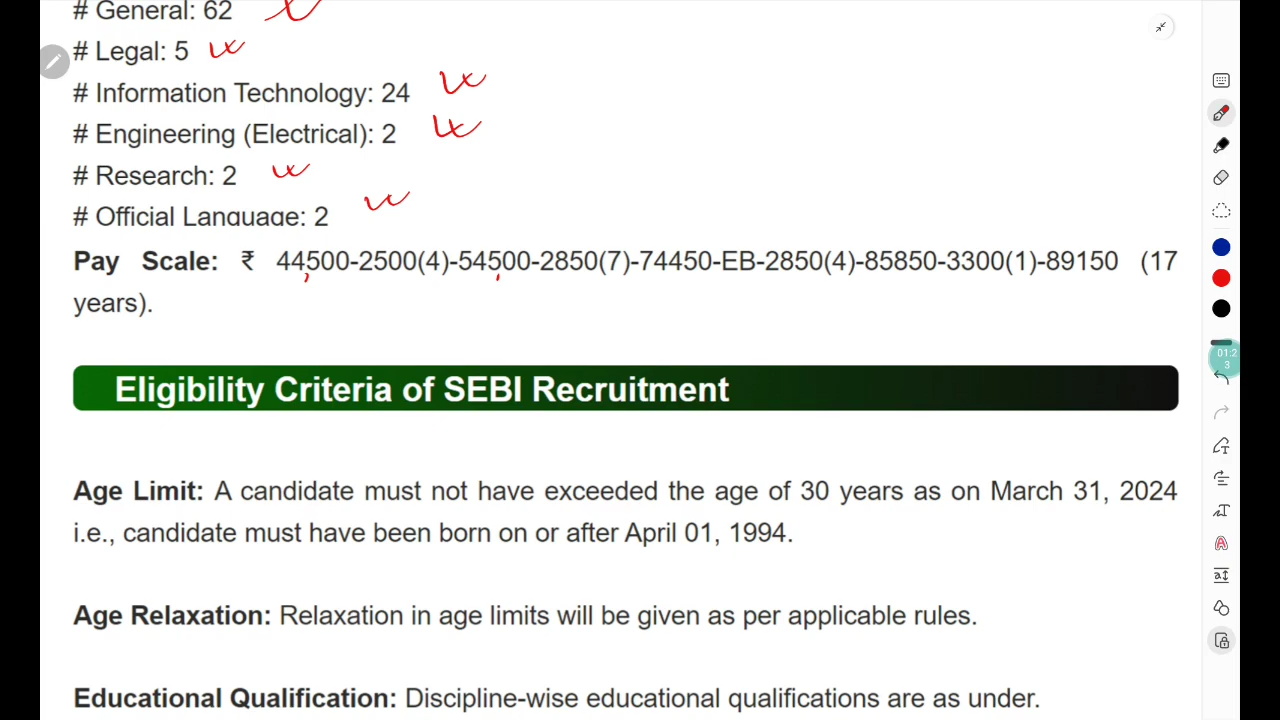 # General: 62
# Legal: 5
# Information Technology: 24
# Engineering (Electrical): 2
# Research: 2
# Official Language: 2
Pay Scale: ₹ 44500-2500(4)-54500-2850(7)-74450-EB-2850(4)-85850-3300(1)-89150 (17
years).
Eligibility Criteria of SEBI Recruitment
Age Limit: A candidate must not have exceeded the age of 30 years as on March 31, 2024
i.e., candidate must have been born on or after April 01, 1994.
Age Relaxation: Relaxation in age limits will be given as per applicable rules.
Educational Qualification: Discipline-wise educational qualifications are as under.
01:2
3